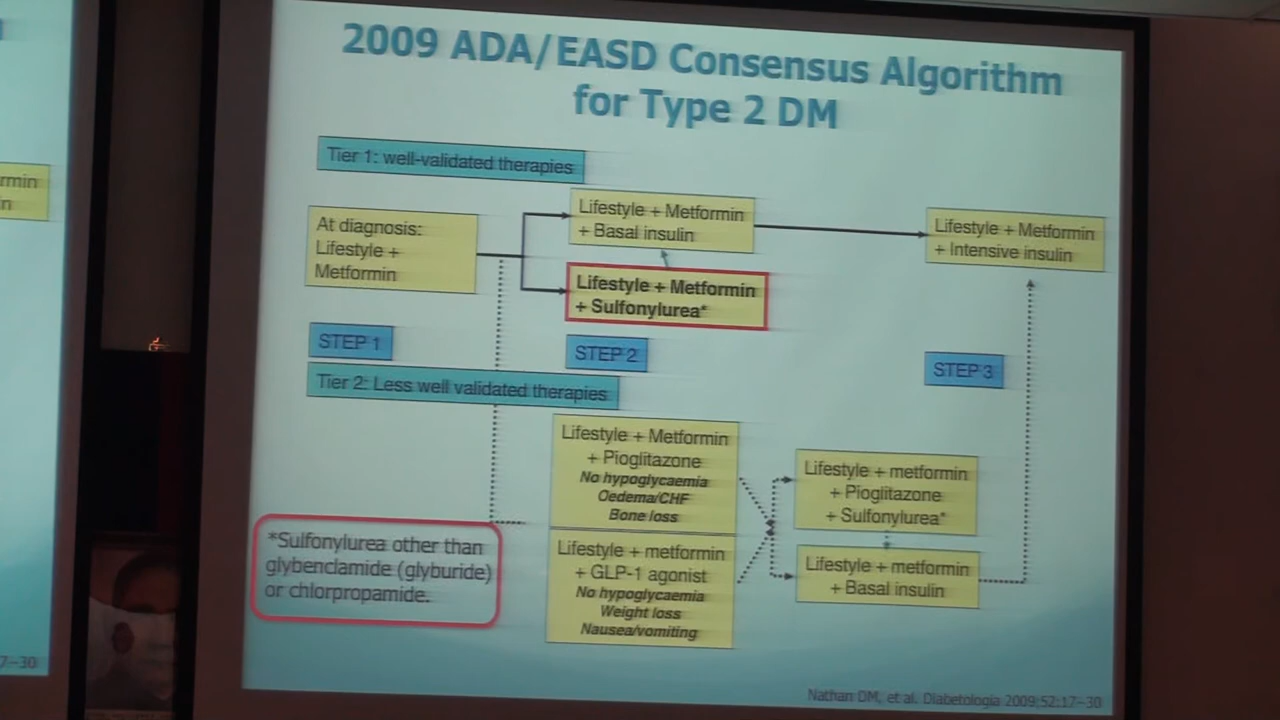 2009 ADA/EASD Consensus Algorithm
for Type 2 DM
Tier 1: well-validated therapies
At diagnosis:
Lifestyle +
Metformin
Lifestyle + Metformin
+ Basal insulin
Lifestyle + Metformin
+ Sulfonylurea*
Lifestyle + Metformin
+ Intensive insulin
STEP 1
STEP 2
STEP 3
Tier 2: Less well validated therapies
Lifestyle + Metformin
+ Pioglitazone
No hypoglycaemia
Oedema/CHF
Bone loss
Lifestyle + metformin
+ GLP-1 agonist
No hypoglycaemia
Weight loss
Nausea/vomiting
Lifestyle + metformin
+ Pioglitazone
+ Sulfonylurea*
Lifestyle + metformin
+ Basal insulin
*Sulfonylurea other than
glybenclamide (glyburide)
or chlorpropamide.
Nathan DM, et al. Diabetologia 2009;52:17-30
rmin
n
7-30